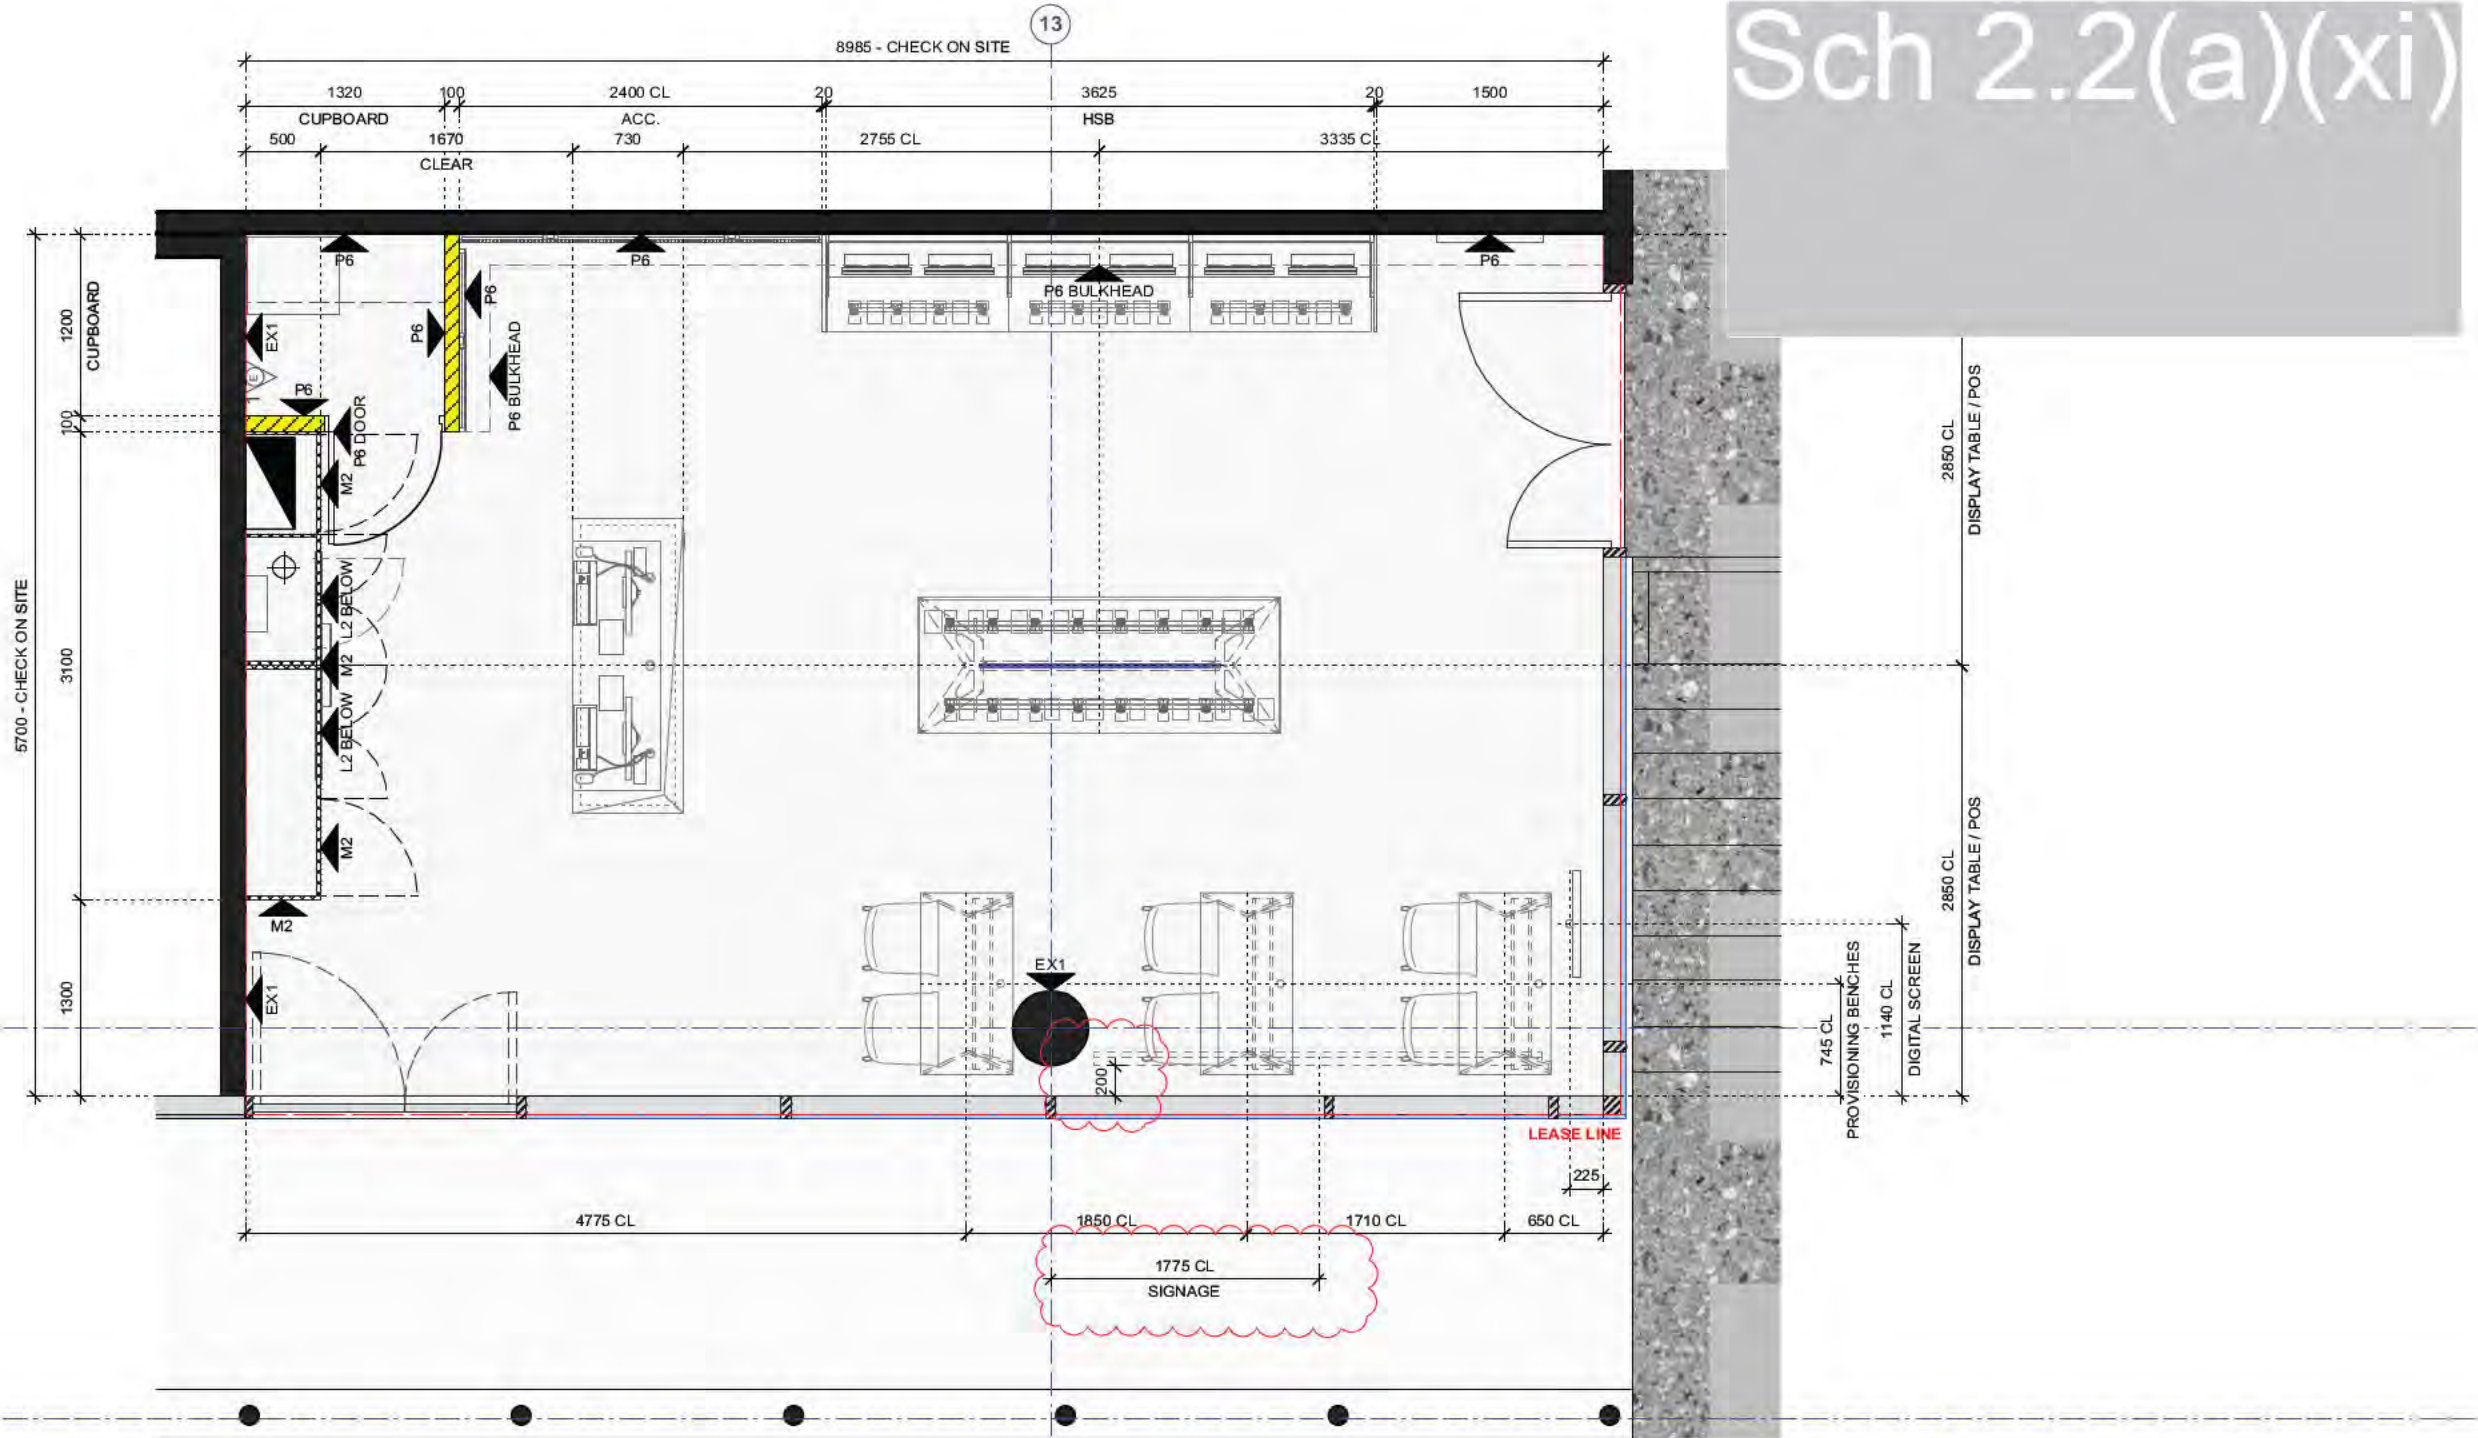 13
Sch 2.2(a)(xi)
8985 - CHECK ON SITE
1320
100
2400 CL
20
3625
20
1500
CUPBOARD
ACC.
HSB
500
1670
730
2755 CL
3335 CL
CLEAR
P6
P6
P6
P6 BULKHEAD
P6
P6
EX1
P6 BULKHEAD
E
P6
P6 DOOR
M2
L2 BELOW
M2
L2 BELOW
M2
M2
EX1
EX1
1200
CUPBOARD
100
5700 - CHECK ON SITE
3100
1300
2850 CL
DISPLAY TABLE / POS
2850 CL
DISPLAY TABLE / POS
745 CL
PROVISIONING BENCHES
1140 CL
DIGITAL SCREEN
200
LEASE LINE
225
4775 CL
1850 CL
1710 CL
650 CL
1775 CL
SIGNAGE